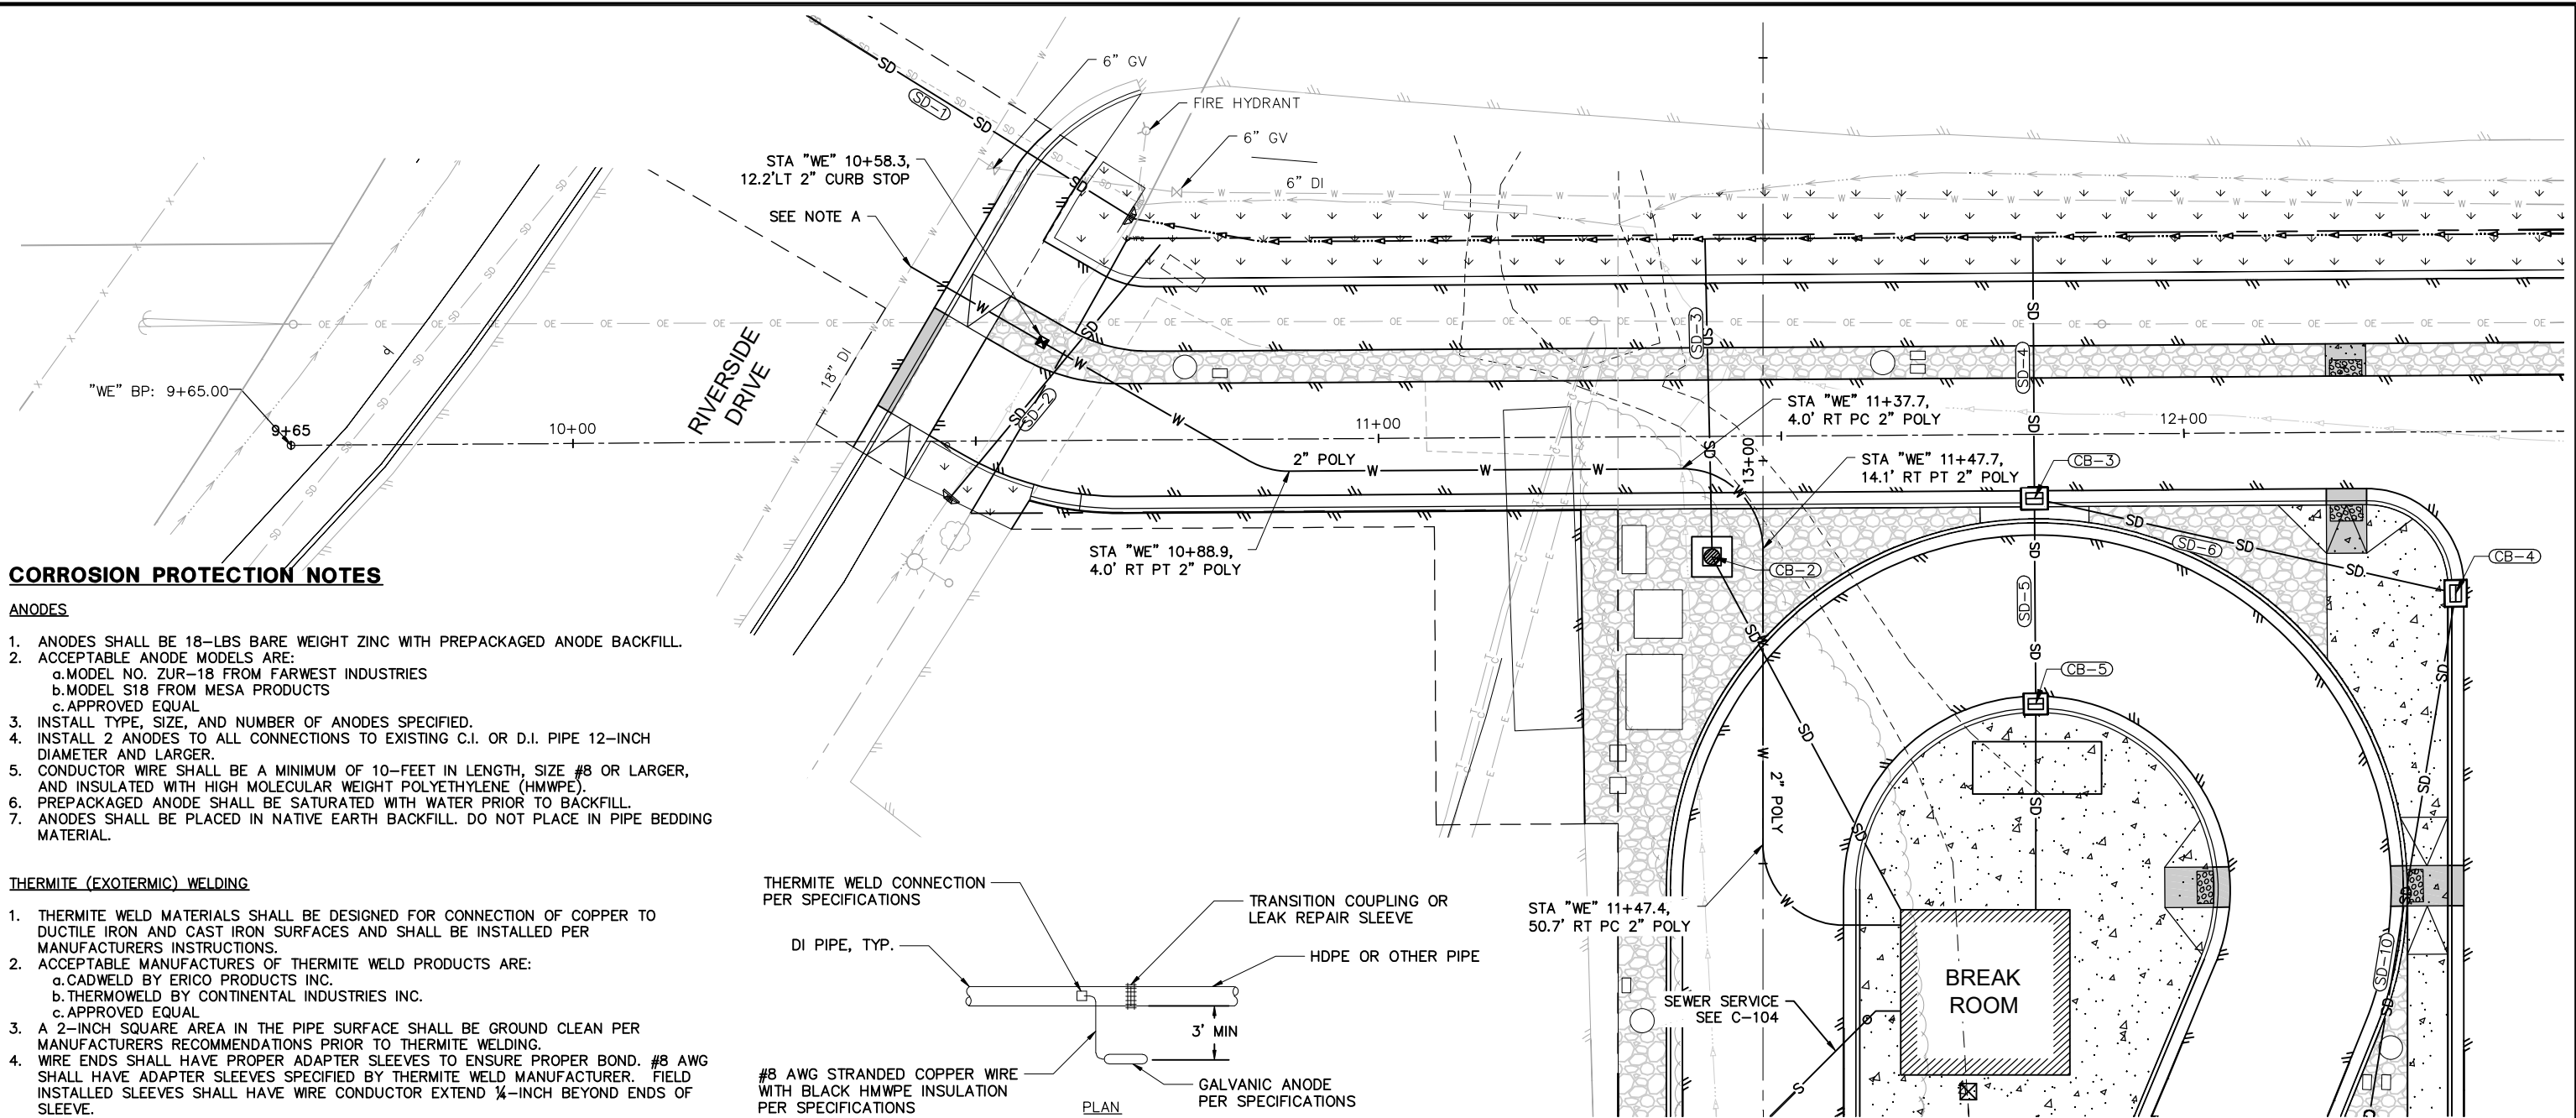 6" GV
FIRE HYDRANT
6" GV
6" DI
SD-1
SD
SD
SD
STA "WE" 10+58.3,
12.2'LT 2" CURB STOP
SEE NOTE A
18" DI
RIVERSIDE
DRIVE
"WE" BP: 9+65.00
9+65
10+00
11+00
12+00
13+00
SD-2
SD-3
SD-4
2" POLY
STA "WE" 11+37.7,
4.0' RT PC 2" POLY
STA "WE" 11+47.7,
14.1' RT PT 2" POLY
CB-3
STA "WE" 10+88.9,
4.0' RT PT 2" POLY
CB-2
SD-6
CB-4
SD-5
CB-5
2" POLY
STA "WE" 11+47.4,
50.7' RT PC 2" POLY
SD-10
BREAK
ROOM
SEWER SERVICE
SEE C-104
CORROSION PROTECTION NOTES
ANODES
1. ANODES SHALL BE 18-LBS BARE WEIGHT ZINC WITH PREPACKAGED ANODE BACKFILL.
2. ACCEPTABLE ANODE MODELS ARE:
a.MODEL NO. ZUR-18 FROM FARWEST INDUSTRIES
b.MODEL S18 FROM MESA PRODUCTS
c.APPROVED EQUAL
3. INSTALL TYPE, SIZE, AND NUMBER OF ANODES SPECIFIED.
4. INSTALL 2 ANODES TO ALL CONNECTIONS TO EXISTING C.I. OR D.I. PIPE 12-INCH
DIAMETER AND LARGER.
5. CONDUCTOR WIRE SHALL BE A MINIMUM OF 10-FEET IN LENGTH, SIZE #8 OR LARGER,
AND INSULATED WITH HIGH MOLECULAR WEIGHT POLYETHYLENE (HMWPE).
6. PREPACKAGED ANODE SHALL BE SATURATED WITH WATER PRIOR TO BACKFILL.
7. ANODES SHALL BE PLACED IN NATIVE EARTH BACKFILL. DO NOT PLACE IN PIPE BEDDING
MATERIAL.
THERMITE (EXOTERMIC) WELDING
1. THERMITE WELD MATERIALS SHALL BE DESIGNED FOR CONNECTION OF COPPER TO
DUCTILE IRON AND CAST IRON SURFACES AND SHALL BE INSTALLED PER
MANUFACTURERS INSTRUCTIONS.
2. ACCEPTABLE MANUFACTURES OF THERMITE WELD PRODUCTS ARE:
a.CADWELD BY ERICO PRODUCTS INC.
b.THERMOWELD BY CONTINENTAL INDUSTRIES INC.
c.APPROVED EQUAL
3. A 2-INCH SQUARE AREA IN THE PIPE SURFACE SHALL BE GROUND CLEAN PER
MANUFACTURERS RECOMMENDATIONS PRIOR TO THERMITE WELDING.
4. WIRE ENDS SHALL HAVE PROPER ADAPTER SLEEVES TO ENSURE PROPER BOND. #8 AWG
SHALL HAVE ADAPTER SLEEVES SPECIFIED BY THERMITE WELD MANUFACTURER. FIELD
INSTALLED SLEEVES SHALL HAVE WIRE CONDUCTOR EXTEND ¼-INCH BEYOND ENDS OF
SLEEVE.
THERMITE WELD CONNECTION
PER SPECIFICATIONS
DI PIPE, TYP.
TRANSITION COUPLING OR
LEAK REPAIR SLEEVE
HDPE OR OTHER PIPE
3' MIN
#8 AWG STRANDED COPPER WIRE
WITH BLACK HMWPE INSULATION
PER SPECIFICATIONS
GALVANIC ANODE
PER SPECIFICATIONS
PLAN